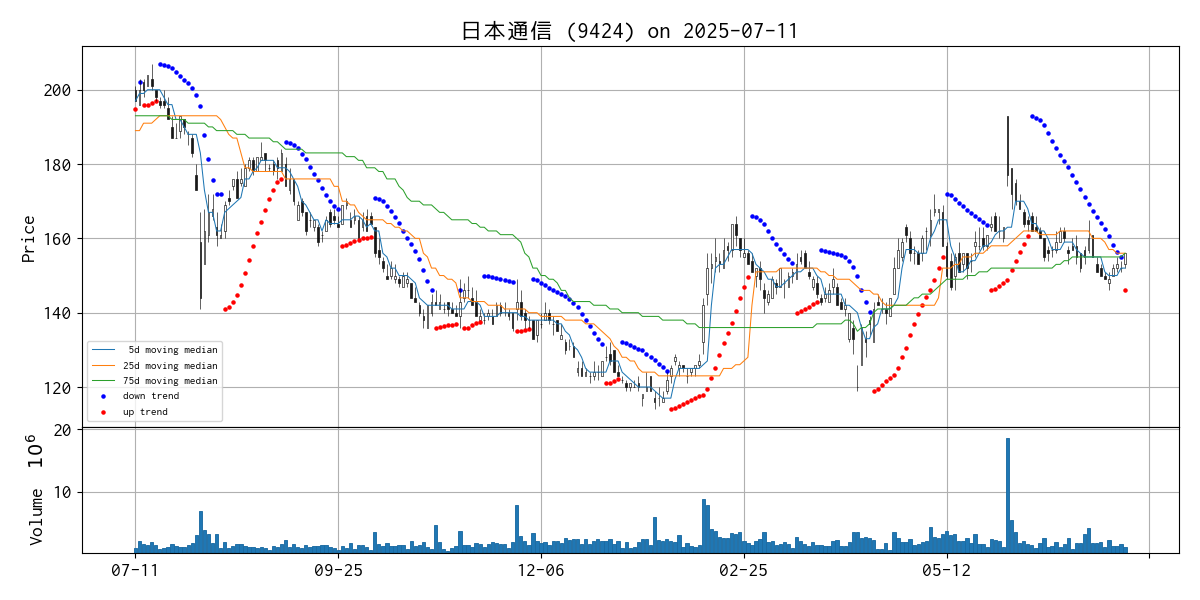 日本通信 (9424) on 2025-07-11
Price
200
180
160
140
120
5d moving median
25d moving median
75d moving median
down trend
up trend
Volume 10^6
20
10
07-11 09-25 12-06 02-25 05-12